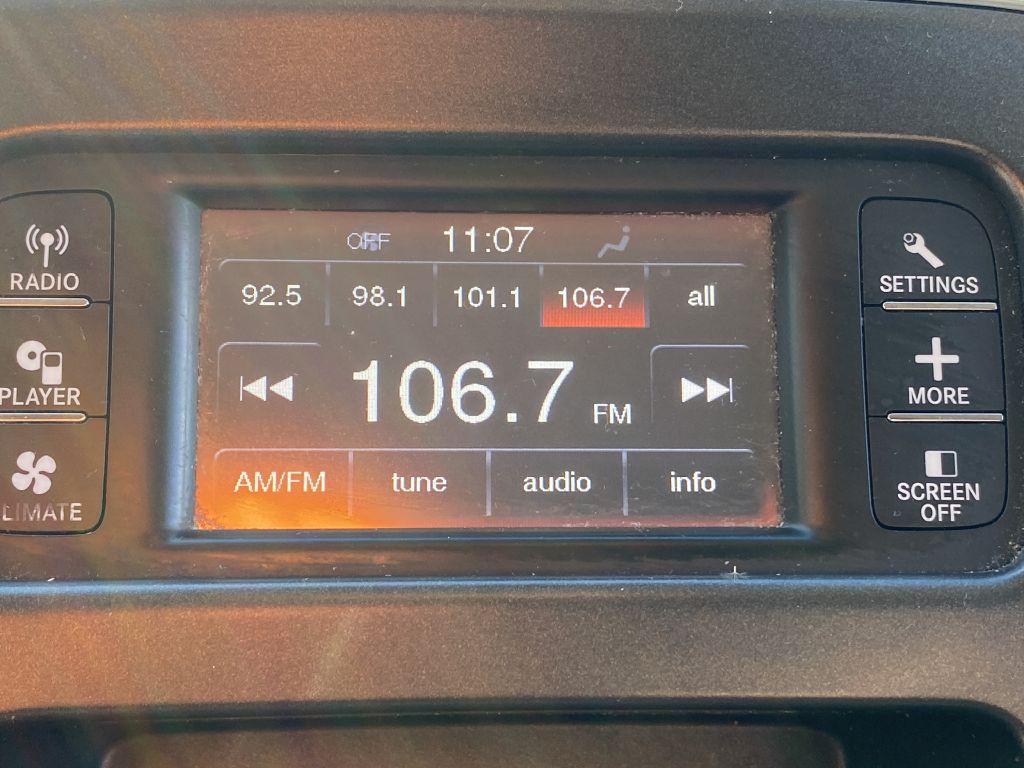 OFF 11:07
92.5 98.1 101.1 106.7 all
106.7 FM
AM/FM tune audio info
RADIO
PLAYER
LIMATE
SETTINGS
MORE
SCREEN
OFF